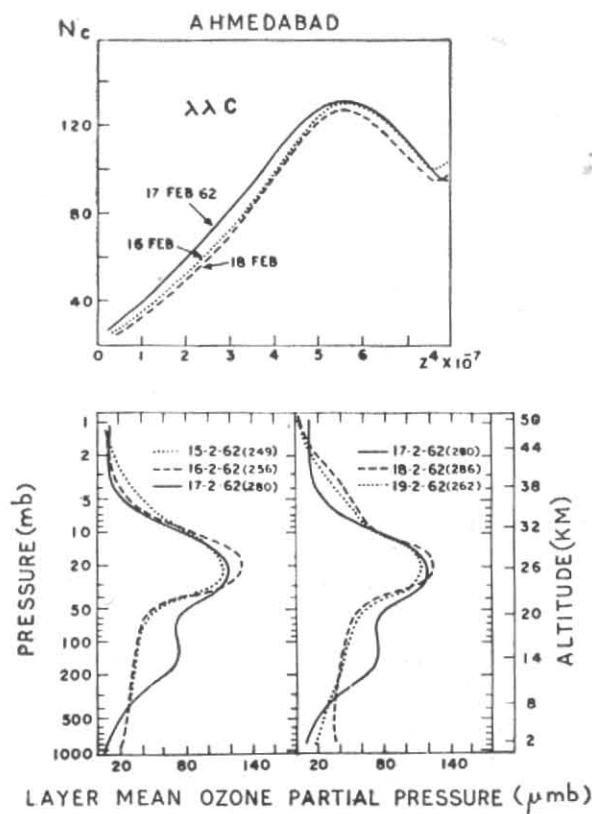 AHMEDABAD
Nc
λλ C
120
80
40
17 FEB 62
16 FEB
18 FEB
0 1 2 3 4 5 6 Z⁴ × 10⁻⁷
PRESSURE (mb)
1
2
5
10
20
50
100
200
500
1000
15-2-62(249)
16-2-62(256)
17-2-62(280)
20 80 140
17-2-62(280)
18-2-62(286)
19-2-62(262)
20 80 140
50
44
38
32
26
20
14
8
2
ALTITUDE (KM)
LAYER MEAN OZONE PARTIAL PRESSURE (μmb)